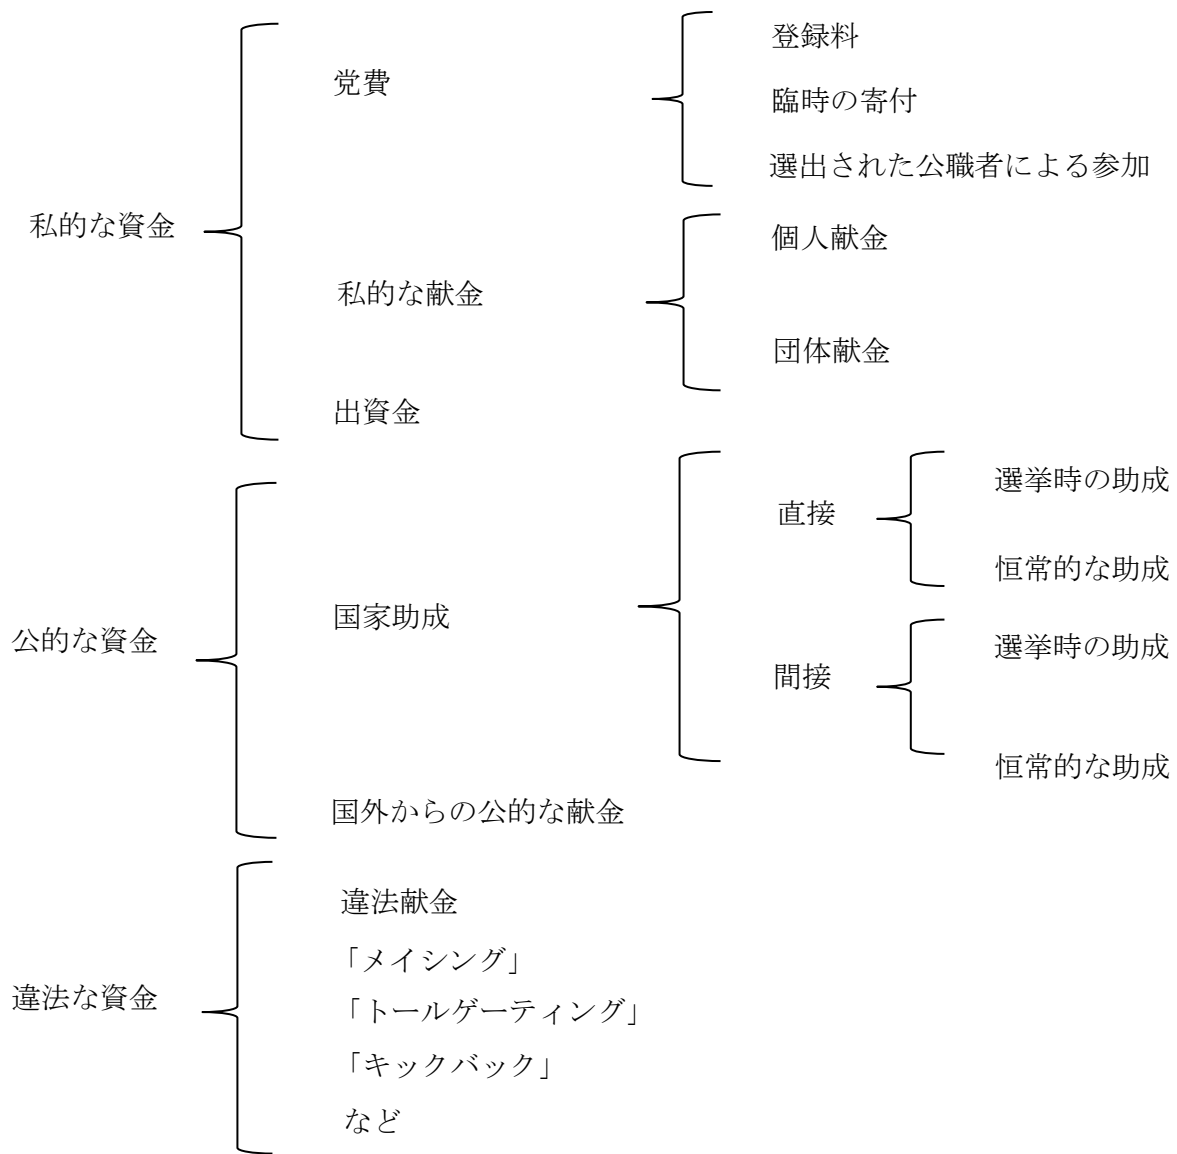 私的な資金
党費
登録料
臨時の寄付
選出された公職者による参加
私的な献金
個人献金
団体献金
出資金
公的な資金
国家助成
直接
選挙時の助成
恒常的な助成
間接
選挙時の助成
恒常的な助成
国外からの公的な献金
違法な資金
違法献金
「メイシング」
「トールゲーティング」
「キックバック」
など